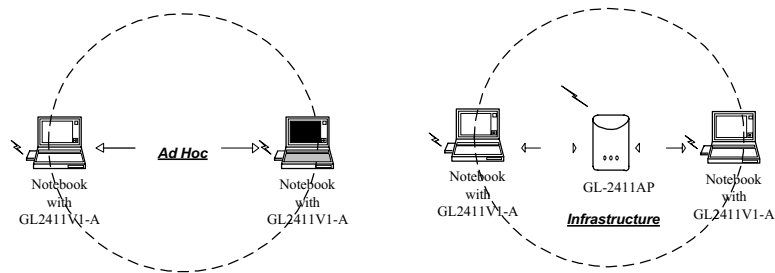 Ad Hoc
Notebook
with
GL2411V1-A
Notebook
with
GL2411V1-A
Notebook
with
GL2411V1-A
GL-2411AP
Infrastructure
Notebook
with
GL2411V1-A